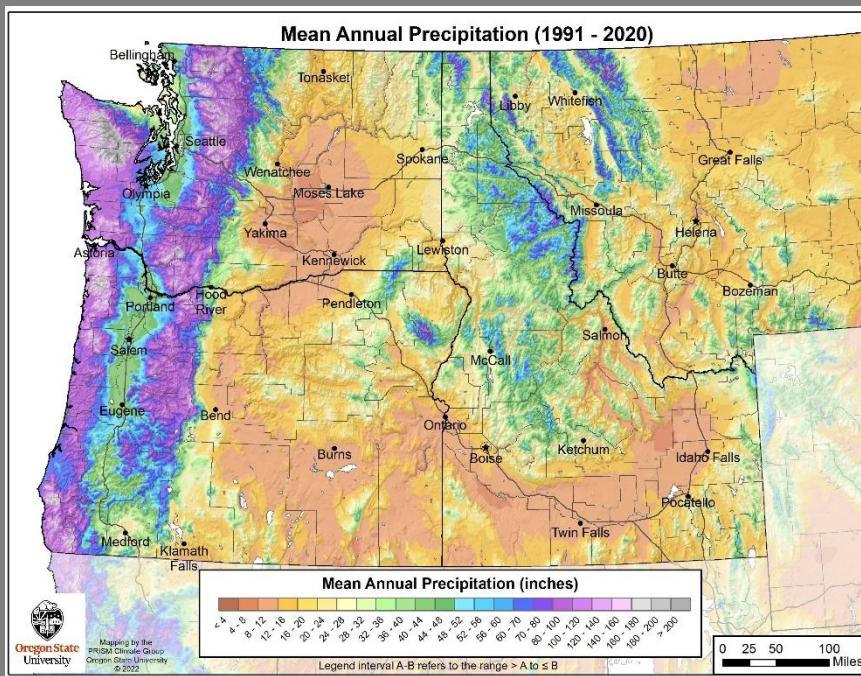 Mean Annual Precipitation (1991 - 2020)
Bellingham
Tonasket
Libby
Whitefish
Seattle
Spokane
Great Falls
Wenatchee
Moses Lake
Olympia
Missoula
Helena
Yakima
Astoria
Kennewick
Lewiston
Butte
Bozeman
Portland
Hood
River
Pendleton
Salem
McCall
Salmon
Eugene
Bend
Ontario
Burns
Boise
Ketchum
Idaho Falls
Pocatello
Twin Falls
Medford
Klamath
Falls
Mean Annual Precipitation (inches)
< 4
4 - 8
8 - 12
12 - 16
16 - 20
20 - 24
24 - 28
28 - 32
32 - 36
36 - 40
40 - 44
44 - 48
48 - 52
52 - 56
56 - 60
60 - 70
70 - 80
80 - 100
100 - 120
120 - 140
140 - 160
160 - 180
180 - 200
> 200
Legend interval A-B refers to the range > A to ≤ B
Oregon State
University
Mapping by the
PRISM Climate Group
Oregon State University
© 2022
0 25 50 100
Miles